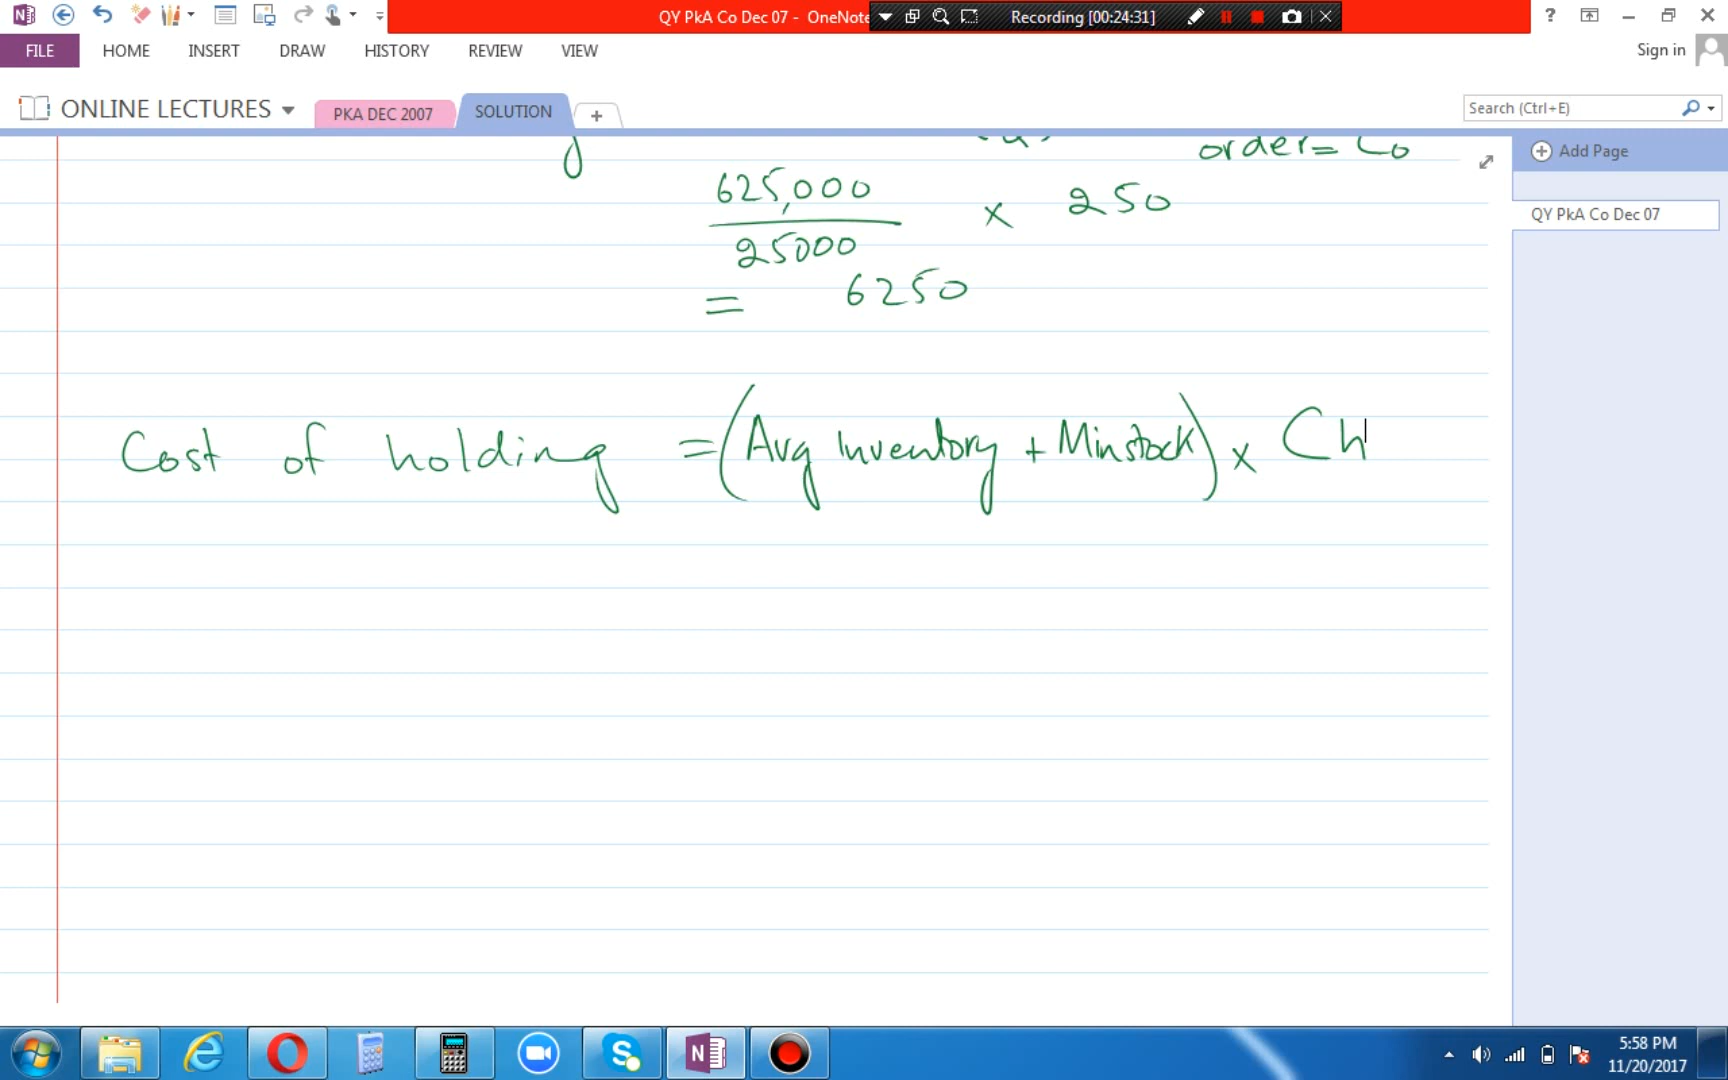 QY PkA Co Dec 07 - OneNote
Recording [00:24:31]
FILE HOME INSERT DRAW HISTORY REVIEW VIEW
Sign in
ONLINE LECTURES
PKA DEC 2007
SOLUTION
Search (Ctrl+E)
Add Page
QY PkA Co Dec 07
order = Co
625,000
25000
× 250
= 6250
Cost of holding = (Avg Inventory + Min stock) × Ch
5:58 PM
11/20/2017